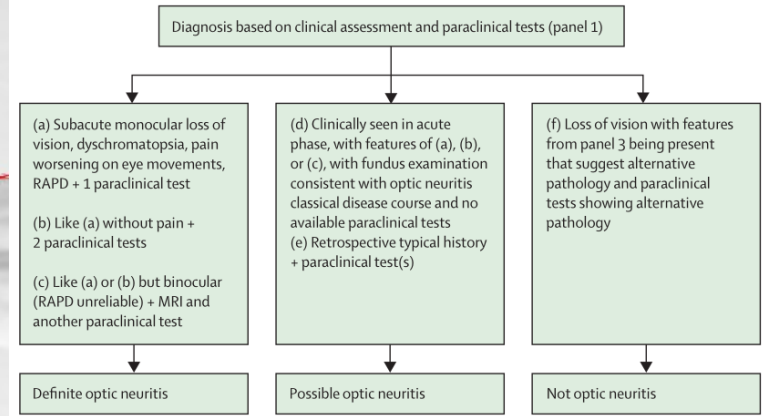 Diagnosis based on clinical assessment and paraclinical tests (panel 1)
(a) Subacute monocular loss of
vision, dyschromatopsia, pain
worsening on eye movements,
RAPD + 1 paraclinical test
(b) Like (a) without pain +
2 paraclinical tests
(c) Like (a) or (b) but binocular
(RAPD unreliable) + MRI and
another paraclinical test
(d) Clinically seen in acute
phase, with features of (a), (b),
or (c), with fundus examination
consistent with optic neuritis
classical disease course and no
available paraclinical tests
(e) Retrospective typical history
+ paraclinical test(s)
(f) Loss of vision with features
from panel 3 being present
that suggest alternative
pathology and paraclinical
tests showing alternative
pathology
Definite optic neuritis
Possible optic neuritis
Not optic neuritis